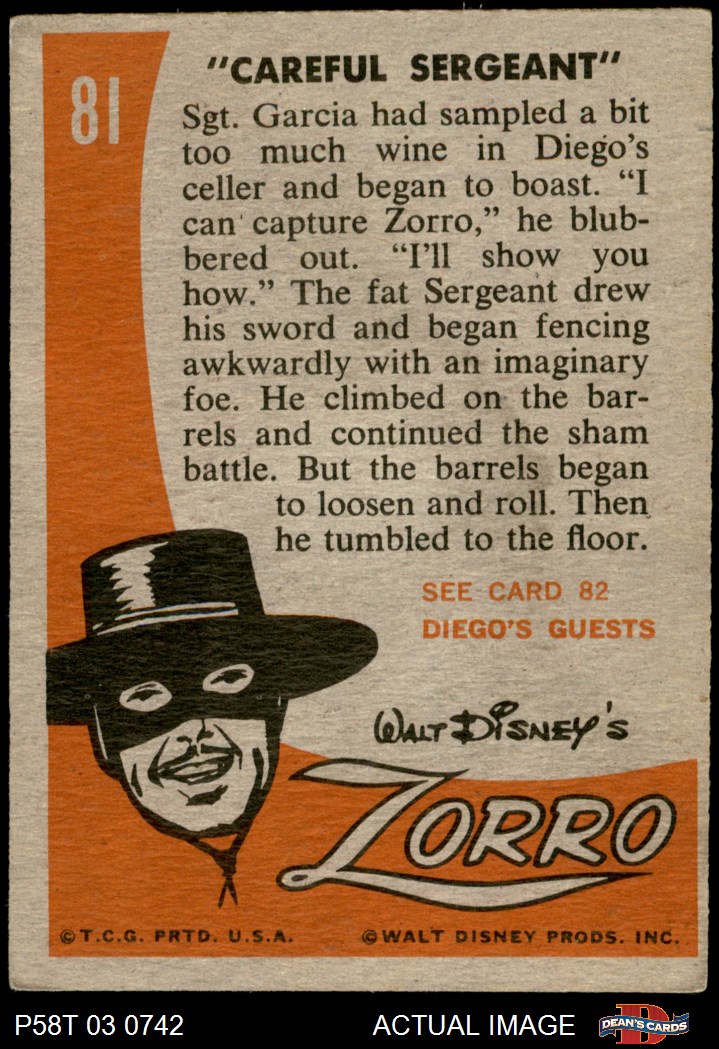 81
"CAREFUL SERGEANT"
Sgt. Garcia had sampled a bit
too much wine in Diego's
celler and began to boast. "I
can capture Zorro," he blub-
bered out. "I'll show you
how." The fat Sergeant drew
his sword and began fencing
awkwardly with an imaginary
foe. He climbed on the bar-
rels and continued the sham
battle. But the barrels began
to loosen and roll. Then
he tumbled to the floor.
SEE CARD 82
DIEGO'S GUESTS
WALT DISNEY'S
ZORRO
©T.C.G. PRTD. U.S.A. ©WALT DISNEY PRODS. INC.
P58T 03 0742 ACTUAL IMAGE DEAN'S CARDS